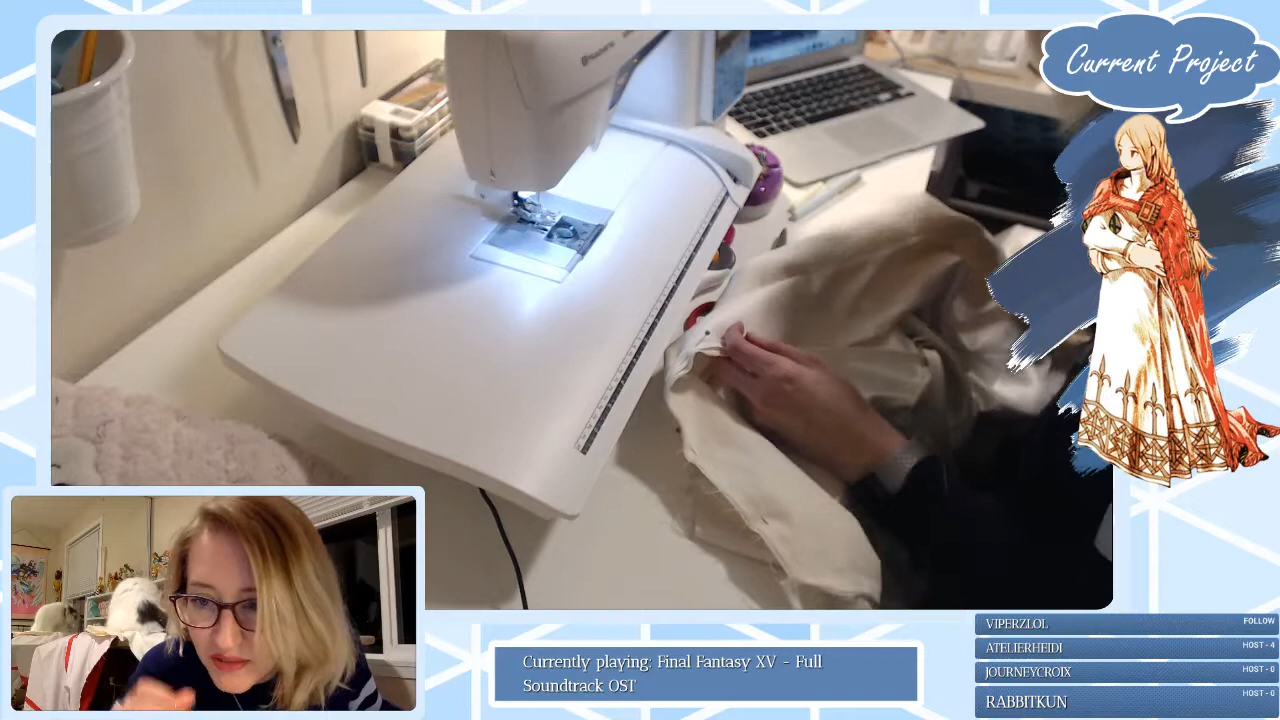 Current Project
Currently playing: Final Fantasy XV - Full
Soundtrack OST
VIPERZLOL FOLLOW
ATELIERHEIDI HOST - 4
JOURNEYCROIX HOST - 0
RABBITKUN HOST - 0